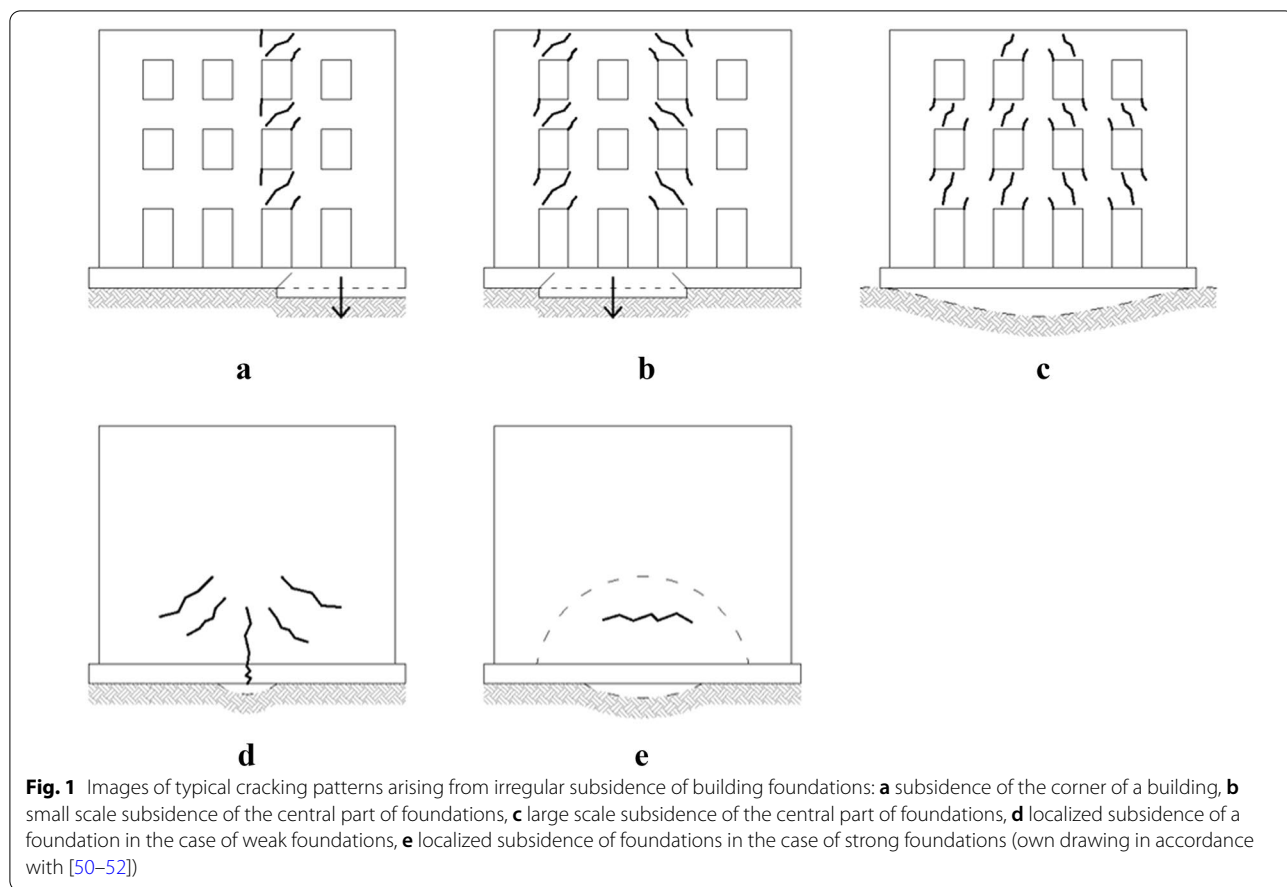 a
b
c
d
e
Fig. 1 Images of typical cracking patterns arising from irregular subsidence of building foundations: a subsidence of the corner of a building, b
small scale subsidence of the central part of foundations, c large scale subsidence of the central part of foundations, d localized subsidence of a
foundation in the case of weak foundations, e localized subsidence of foundations in the case of strong foundations (own drawing in accordance
with [50–52])